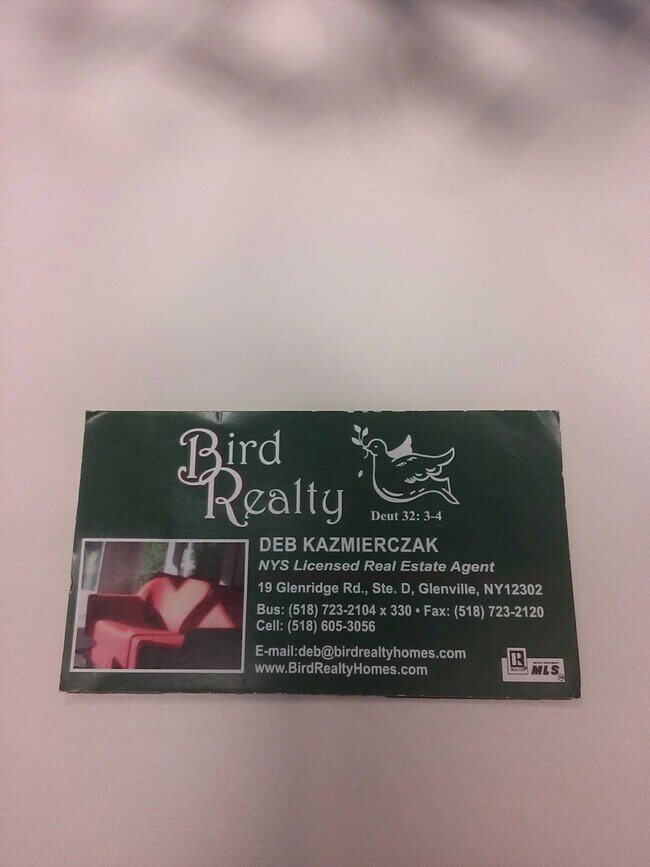 Bird
Realty
Deut 32: 3-4
DEB KAZMIERCZAK
NYS Licensed Real Estate Agent
19 Glenridge Rd., Ste. D, Glenville, NY12302
Bus: (518) 723-2104 x 330 • Fax: (518) 723-2120
Cell: (518) 605-3056
E-mail:deb@birdrealtyhomes.com
www.BirdRealtyHomes.com
R
REALTOR
MLS